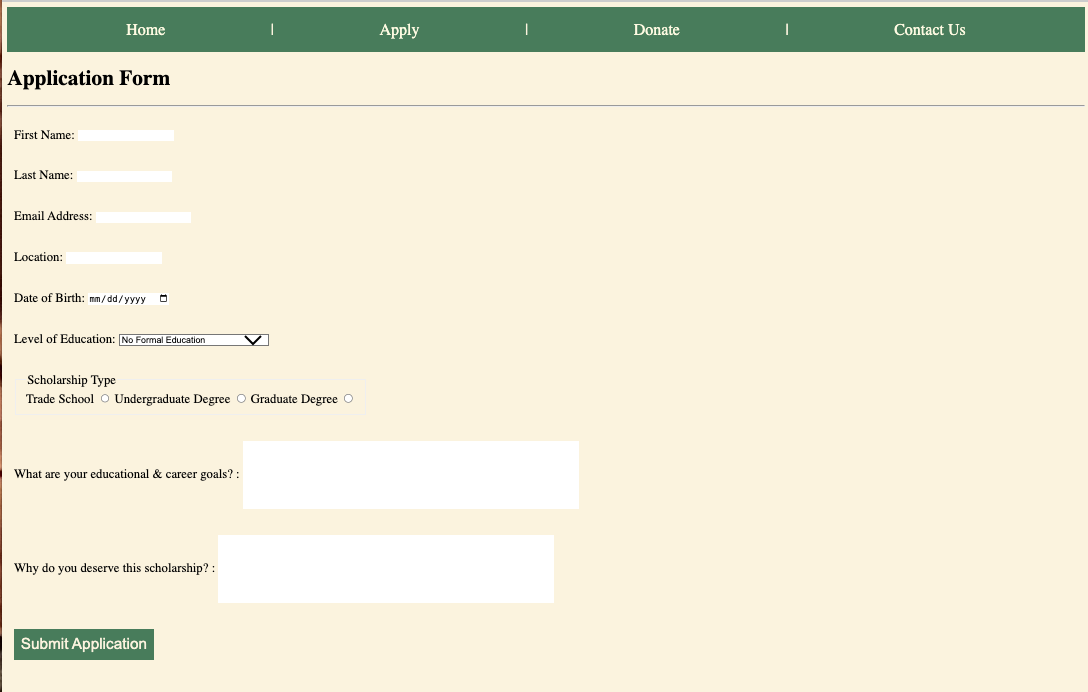 Home | Apply | Donate | Contact Us
Application Form
First Name:
Last Name:
Email Address:
Location:
Date of Birth: mm/dd/yyyy
Level of Education: No Formal Education
Scholarship Type
Trade School Undergraduate Degree Graduate Degree
What are your educational & career goals? :
Why do you deserve this scholarship? :
Submit Application